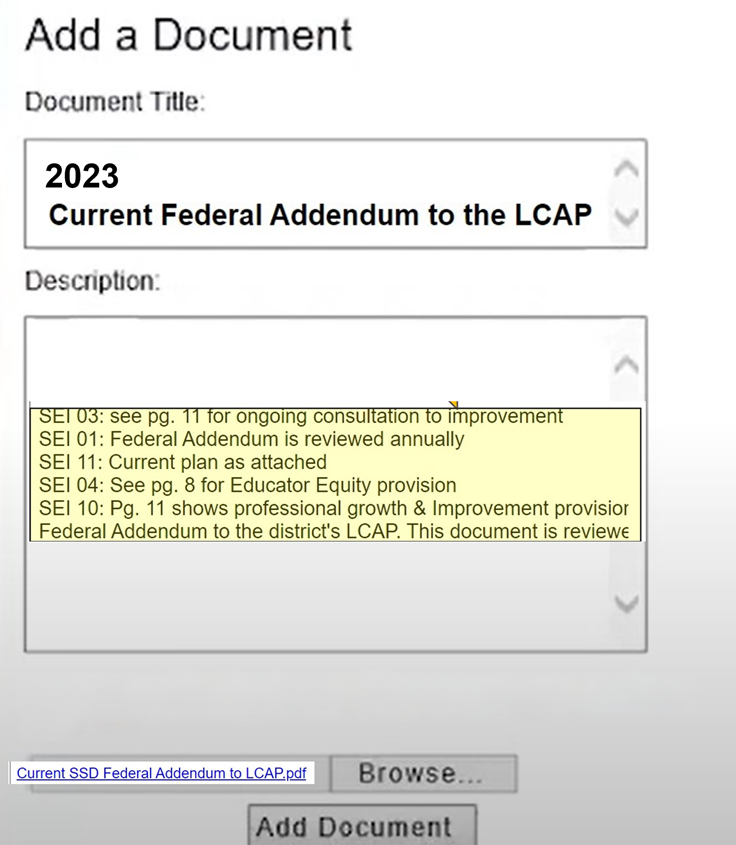 Add a Document
Document Title:
2023
Current Federal Addendum to the LCAP
Description:
SEI 03: see pg. 11 for ongoing consultation to improvement
SEI 01: Federal Addendum is reviewed annually
SEI 11: Current plan as attached
SEI 04: See pg. 8 for Educator Equity provision
SEI 10: Pg. 11 shows professional growth & Improvement provision
Federal Addendum to the district's LCAP. This document is reviewe
Current SSD Federal Addendum to LCAP.pdf
Browse...
Add Document